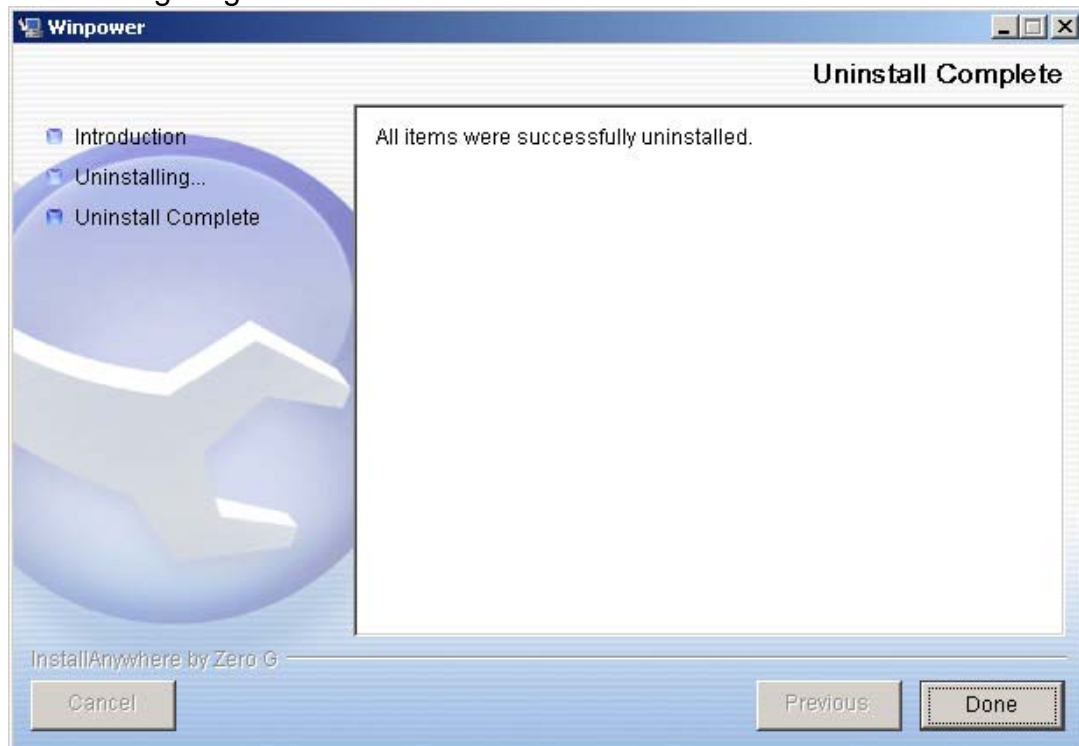 Winpower
Uninstall Complete
Introduction
Uninstalling...
Uninstall Complete
All items were successfully uninstalled.
InstallAnywhere by Zero G
Cancel
Previous
Done